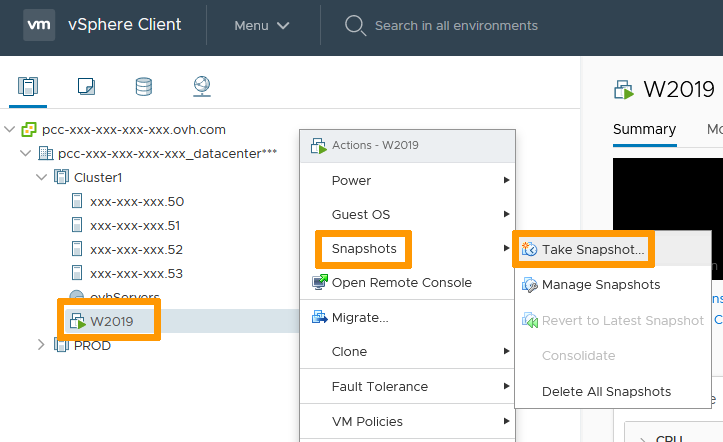 vm vSphere Client Menu Search in all environments
pcc-xxx-xxx-xxx-xxx.ovh.com
pcc-xxx-xxx-xxx-xxx_datacenter***
Cluster1
xxx-xxx-xxx.50
xxx-xxx-xxx.51
xxx-xxx-xxx.52
xxx-xxx-xxx.53
ovhServers
W2019
PROD
Actions - W2019
Power
Guest OS
Snapshots
Open Remote Console
Migrate...
Clone
Fault Tolerance
VM Policies
Take Snapshot...
Manage Snapshots
Revert to Latest Snapshot
Consolidate
Delete All Snapshots
W2019
Summary
CPU